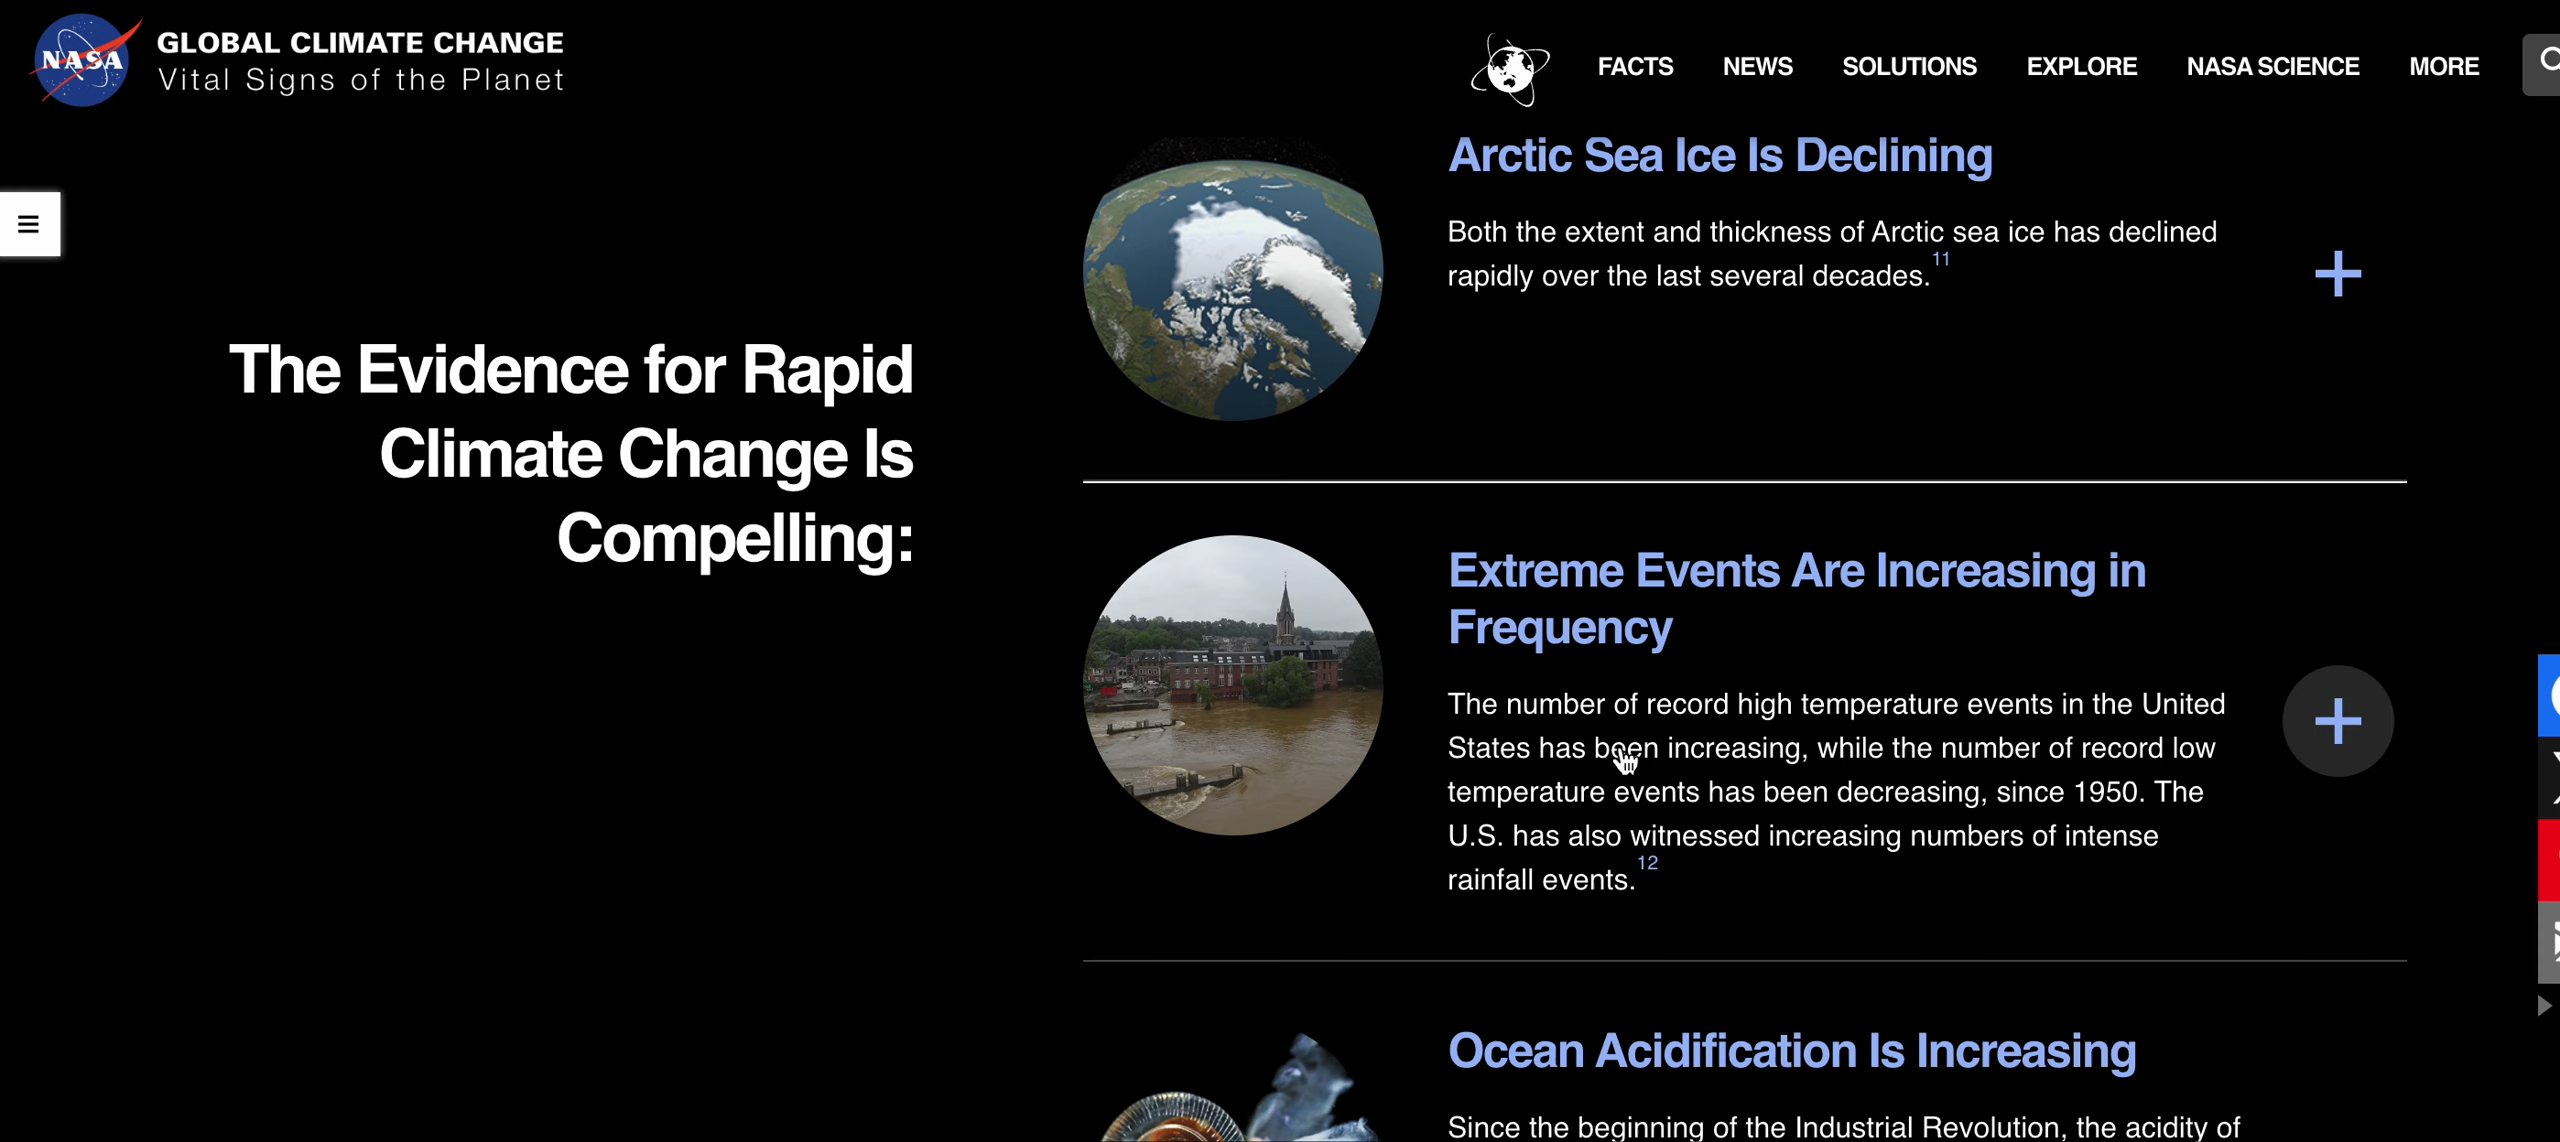 NASA
GLOBAL CLIMATE CHANGE
Vital Signs of the Planet
FACTS
NEWS
SOLUTIONS
EXPLORE
NASA SCIENCE
MORE
The Evidence for Rapid
Climate Change Is
Compelling:
Arctic Sea Ice Is Declining
Both the extent and thickness of Arctic sea ice has declined
rapidly over the last several decades. 11
Extreme Events Are Increasing in
Frequency
The number of record high temperature events in the United
States has been increasing, while the number of record low
temperature events has been decreasing, since 1950. The
U.S. has also witnessed increasing numbers of intense
rainfall events. 12
Ocean Acidification Is Increasing
Since the beginning of the Industrial Revolution, the acidity of